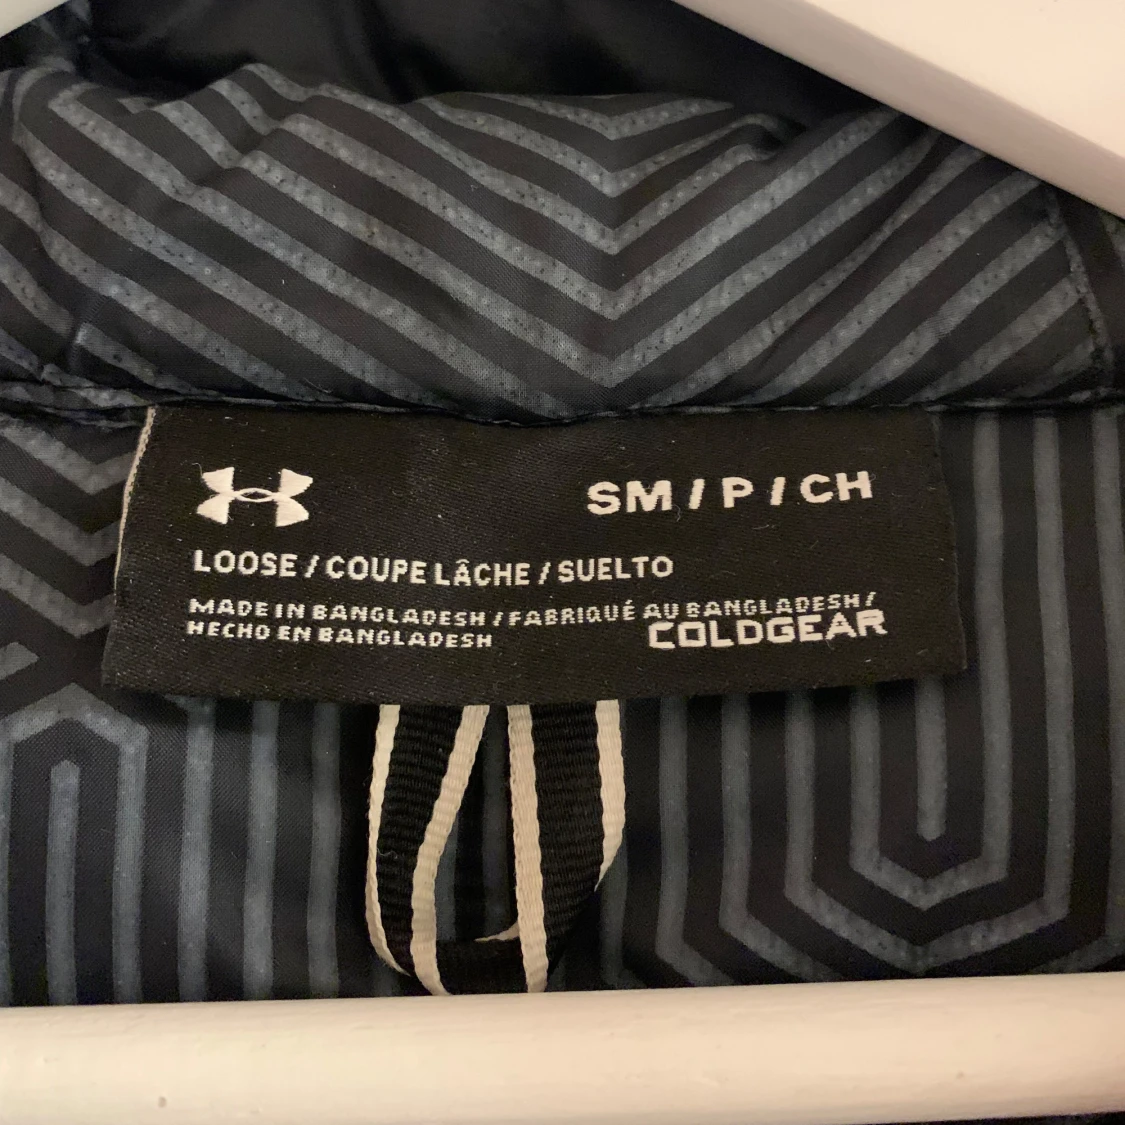 SM / P / CH
LOOSE / COUPE LÂCHE / SUELTO
MADE IN BANGLADESH / FABRIQUÉ AU BANGLADESH /
HECHO EN BANGLADESH
COLDGEAR